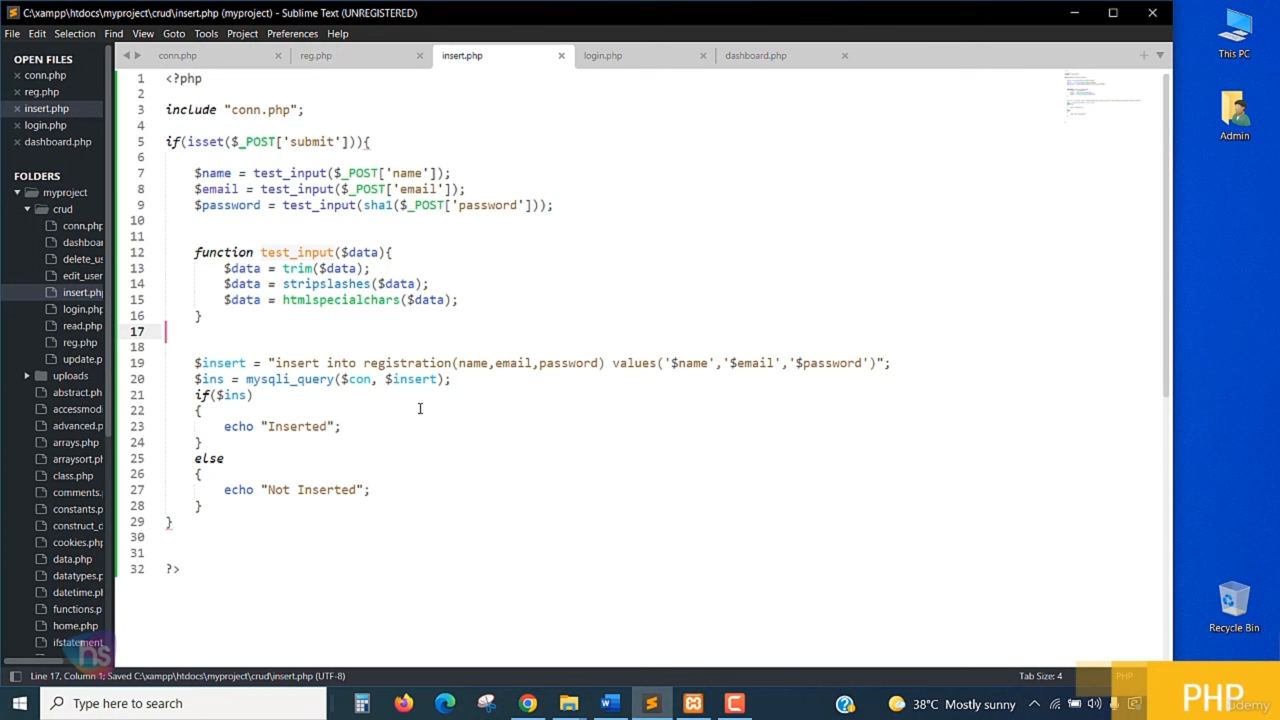 C:\xampp\htdocs\myproject\crud\insert.php (myproject) - Sublime Text (UNREGISTERED)
File Edit Selection Find View Goto Tools Project Preferences Help
This PC
Admin
Recycle Bin
OPEN FILES
conn.php
reg.php
insert.php
login.php
dashboard.php
FOLDERS
myproject
crud
conn.php
dashboa
delete_us
edit_user
insert.php
login.php
read.php
reg.php
update.p
uploads
abstract.ph
accessmod
advanced.p
arrays.php
arraysort.ph
class.php
comments.
constants.p
construct_d
cookies.php
data.php
datatypes.p
datetime.ph
functions.p
home.php
ifstatement
conn.php reg.php insert.php login.php dashboard.php
1 <?php
2
3 include "conn.php";
4
5 if(isset($_POST['submit'])){
6
7 $name = test_input($_POST['name']);
8 $email = test_input($_POST['email']);
9 $password = test_input(sha1($_POST['password']));
10
11
12 function test_input($data){
13 $data = trim($data);
14 $data = stripslashes($data);
15 $data = htmlspecialchars($data);
16 }
17
18
19 $insert = "insert into registration(name,email,password) values('$name','$email','$password')";
20 $ins = mysqli_query($con, $insert);
21 if($ins)
22 {
23 echo "Inserted";
24 }
25 else
26 {
27 echo "Not Inserted";
28 }
29 }
30
31
32 ?>
ns
Line 17, Column 1; Saved C:\xampp\htdocs\myproject\crud\insert.php (UTF-8)
Tab Size: 4
PHP
Type here to search
38°C Mostly sunny
PHP
Udemy